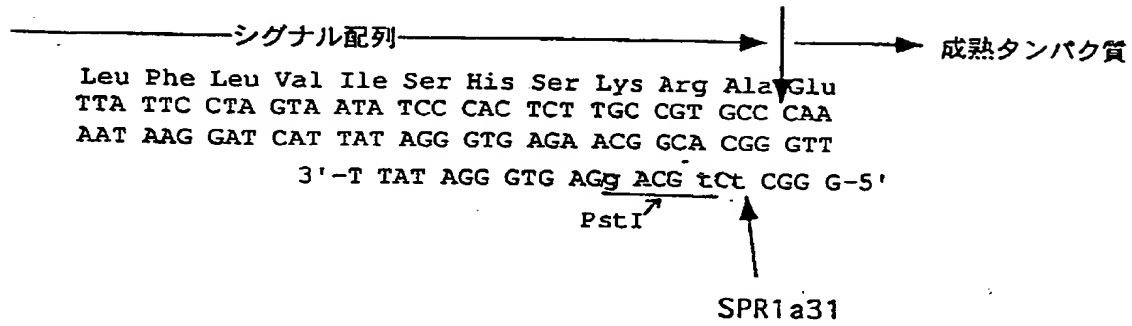 シグナル配列
成熟タンパク質
Leu Phe Leu Val Ile Ser His Ser Lys Arg Ala Glu
TTA TTC CTA GTA ATA TCC CAC TCT TGC CGT GCC CAA
AAT AAG GAT CAT TAT AGG GTG AGA ACG GCA CGG GTT
3'-T TAT AGG GTG AGg ACG tCt CGG G-5'
PstI
SPR1a31